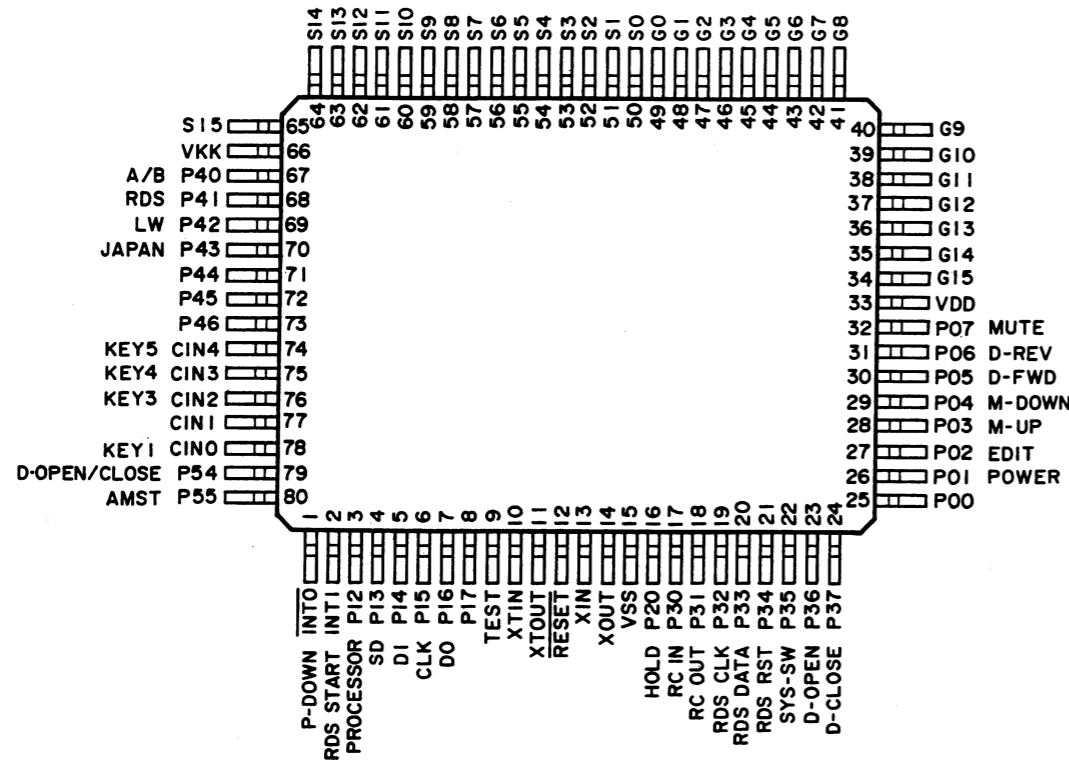 S14 S13 S12 S11 S10 S9 S8 S7 S6 S5 S4 S3 S2 S1 S0 G0 G1 G2 G3 G4 G5 G6 G7 G8
64 63 62 61 60 59 58 57 56 55 54 53 52 51 50 49 48 47 46 45 44 43 42 41
S15 65
VKK 66
A/B P40 67
RDS P41 68
LW P42 69
JAPAN P43 70
P44 71
P45 72
P46 73
KEY5 CIN4 74
KEY4 CIN3 75
KEY3 CIN2 76
CIN1 77
KEY1 CIN0 78
D-OPEN/CLOSE P54 79
AMST P55 80
40 G9
39 G10
38 G11
37 G12
36 G13
35 G14
34 G15
33 VDD
32 P07 MUTE
31 P06 D-REV
30 P05 D-FWD
29 P04 M-DOWN
28 P03 M-UP
27 P02 EDIT
26 P01 POWER
25 P00
1 2 3 4 5 6 7 8 9 10 11 12 13 14 15 16 17 18 19 20 21 22 23 24
P-DOWN INT0
RDS START INT1
PROCESSOR P12
SD P13
DI P14
CLK P15
DO P16
P17
TEST
XTIN
XTOUT
RESET
XIN
XOUT
VSS
HOLD P20
RC IN P30
RC OUT P31
RDS CLK P32
RDS DATA P33
RDS RST P34
SYS-SW P35
D-OPEN P36
D-CLOSE P37